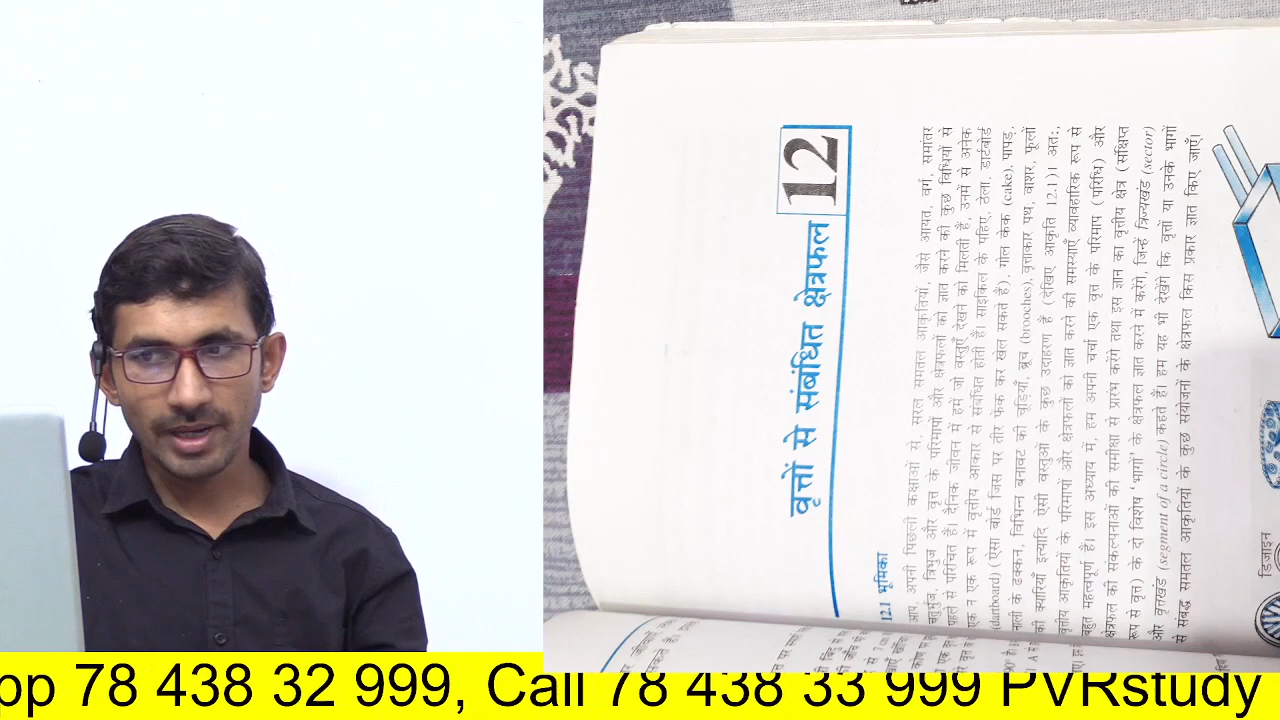 12
वृत्तों से संबंधित क्षेत्रफल
12.1 भूमिका
आप, अपनी पिछली कक्षाओं से, सरल समतल आकृतियों, जैसे आयत, वर्ग, समांतर
चतुर्भुज, त्रिभुज और वृत्त के परिमापों और क्षेत्रफलों को ज्ञात करने की कुछ विधियों से
पहले से परिचित हैं। दैनिक जीवन में हमें जो वस्तुएँ देखने को मिलती हैं, उनमें से अनेक
एक न एक रूप में वृत्तीय आकार से संबंधित होती हैं। साइकिल के पहिए, ठेला, डार्टबोर्ड
(dartboard) (ऐसा बोर्ड जिस पर तीर फेंक कर खेल सकते हैं), गोल केक (cake), पापड़,
नाली के ढक्कन, विभिन्न बनावट की चूड़ियाँ, ब्रूच (brooches), वृत्ताकार पथ, वाशर, फूलों
की क्यारियाँ इत्यादि ऐसी वस्तुओं के कुछ उदाहरण हैं (देखिए आकृति 12.1)। अतः,
वृत्तीय आकृतियों के परिमापों और क्षेत्रफलों को ज्ञात करने की समस्याएँ व्यावहारिक रूप से
बहुत महत्वपूर्ण हैं। इस अध्याय में, हम अपनी चर्चा एक वृत्त के परिमाप (परिधि) और
क्षेत्रफल की संकल्पनाओं की समीक्षा से प्रारंभ करेंगे तथा इस ज्ञान का वृत्तीय क्षेत्र (संक्षिप्त
रूप से वृत्त) के दो विशेष 'भागों' के क्षेत्रफल ज्ञात करने में करेंगे, जिन्हें त्रिज्यखंड (sector)
और वृत्तखंड (segment of a circle) कहते हैं। हम यह भी देखेंगे कि वृत्तों या उनके भागों
से संबद्ध समतल आकृतियों के कुछ संयोजनों के क्षेत्रफल किस प्रकार ज्ञात किए जाएँ।
डिज़ाइन
pp 78 438 32 999, Call 78 438 33 999 PVRstudy